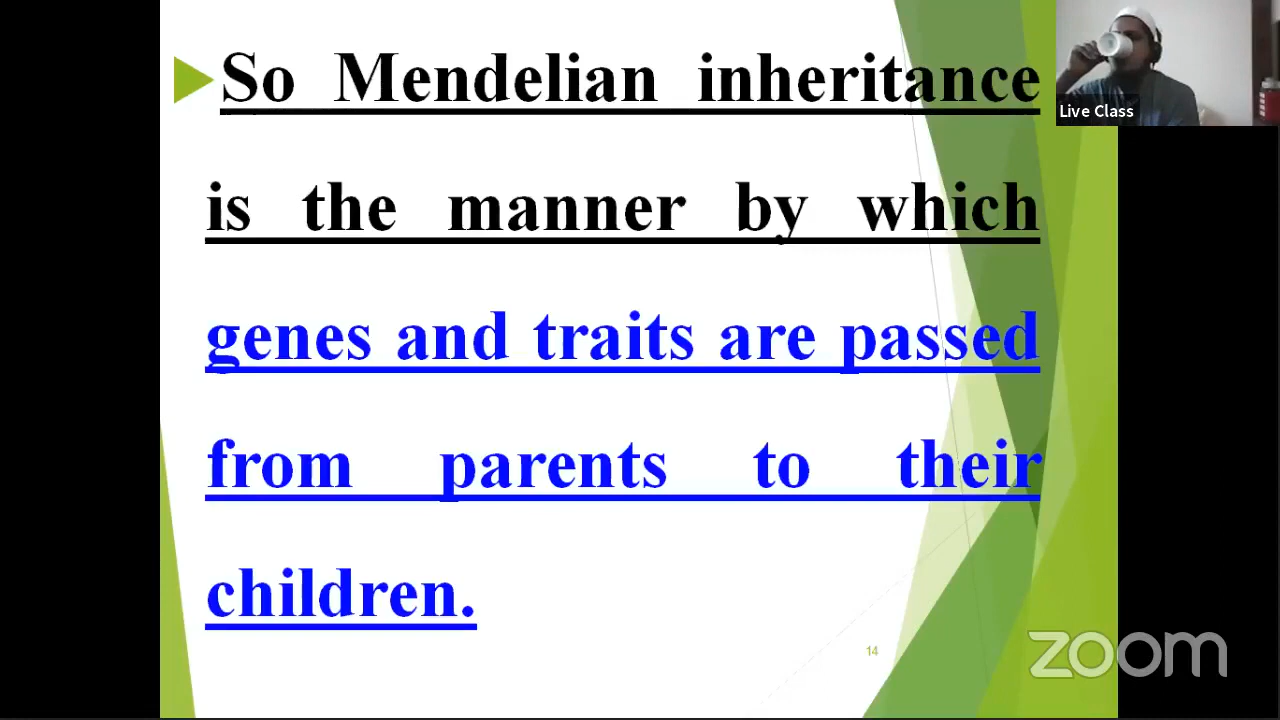 So Mendelian inheritance
is the manner by which
genes and traits are passed
from parents to their
children.
Live Class
14
zoom